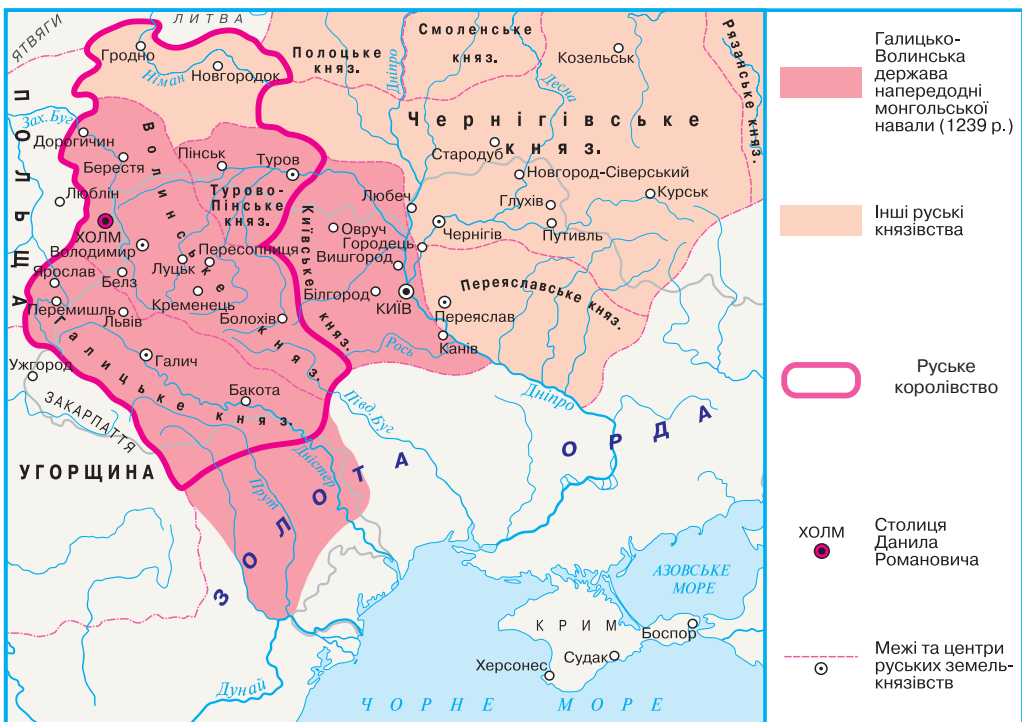 ЛИТВА
ЯТВЯГИ
Гродно
Німан
Новгородок
Полоцьке
княз.
Смоленське
княз.
Дніпро
Десна
Козельськ
Рязанське княз.
ПОЛЬЩА
Зах. Буг
Дорогичин
Берестя
Люблін
ХОЛМ
Волинське княз.
Пінськ
Туров
Турово-
Пінське
княз.
Чернігівське
княз.
Стародуб
Новгород-Сіверський
Глухів
Курськ
Путивль
Любеч
Чернігів
Київське княз.
Овруч
Городець
Вишгород
Білгород
КИЇВ
Володимир
Луцьк
Пересопниця
Ярослав
Белз
Кременець
Перемишль
Львів
Болохів
Переяславське княз.
Переяслав
Канів
Рось
Ужгород
Галич
Галицьке княз.
Бакота
ЗАКАРПАТТЯ
УГОРЩИНА
Півд. Буг
Дніпро
Дністер
Прут
ЗОЛОТА ОРДА
АЗОВСЬКЕ
МОРЕ
КРИМ
Боспор
Судак
Херсонес
Дунай
ЧОРНЕ МОРЕ
Галицько-
Волинська
держава
напередодні
монгольської
навали (1239 р.)
Інші руські
князівства
Руське
королівство
ХОЛМ
Столиця
Данила
Романовича
Межі та центри
руських земель-
князівств